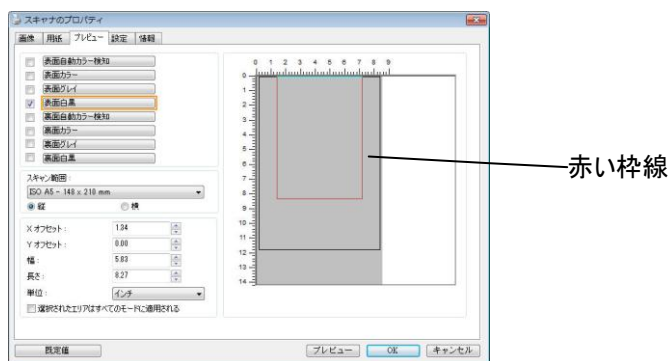 スキャナのプロパティ
画像 用紙 プレビュー 設定 情報
表面自動カラー検知
表面カラー
表面グレイ
表面白黒
裏面自動カラー検知
裏面カラー
裏面グレイ
裏面白黒
スキャン範囲:
ISO A5 - 148 x 210 mm
縦 横
Xオフセット: 1.34
Yオフセット: 0.00
幅: 5.83
長さ: 8.27
単位: インチ
選択されたエリアはすべてのモードに適用される
0 1 2 3 4 5 6 7 8 9
0
1
2
3
4
5
6
7
8
9
10
11
12
13
14
赤い枠線
既定値 プレビュー OK キャンセル